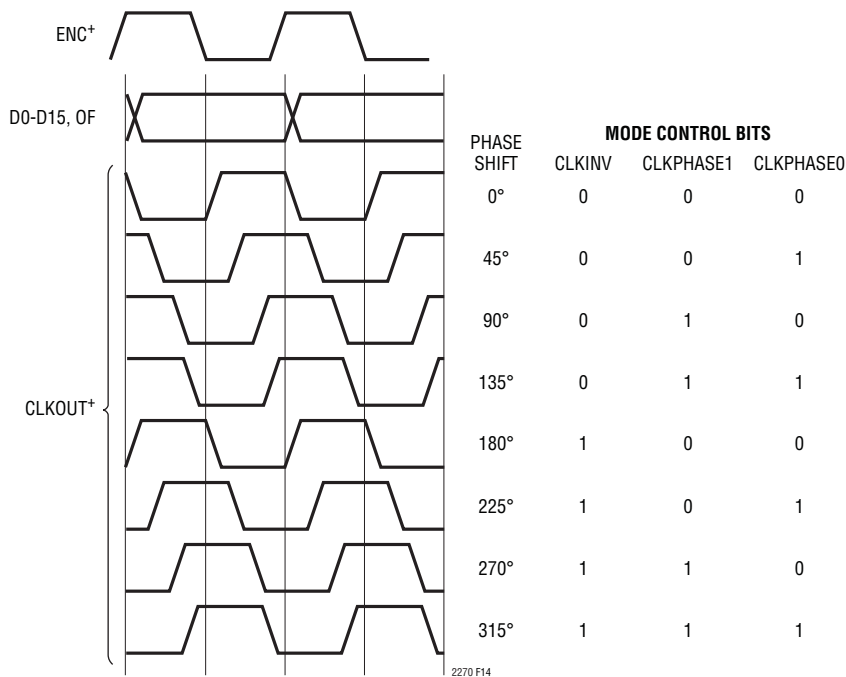 ENC+
D0-D15, OF
CLKOUT+
MODE CONTROL BITS
PHASE SHIFT CLKINV CLKPHASE1 CLKPHASE0
0° 0 0 0
45° 0 0 1
90° 0 1 0
135° 0 1 1
180° 1 0 0
225° 1 0 1
270° 1 1 0
315° 1 1 1
2270 F14